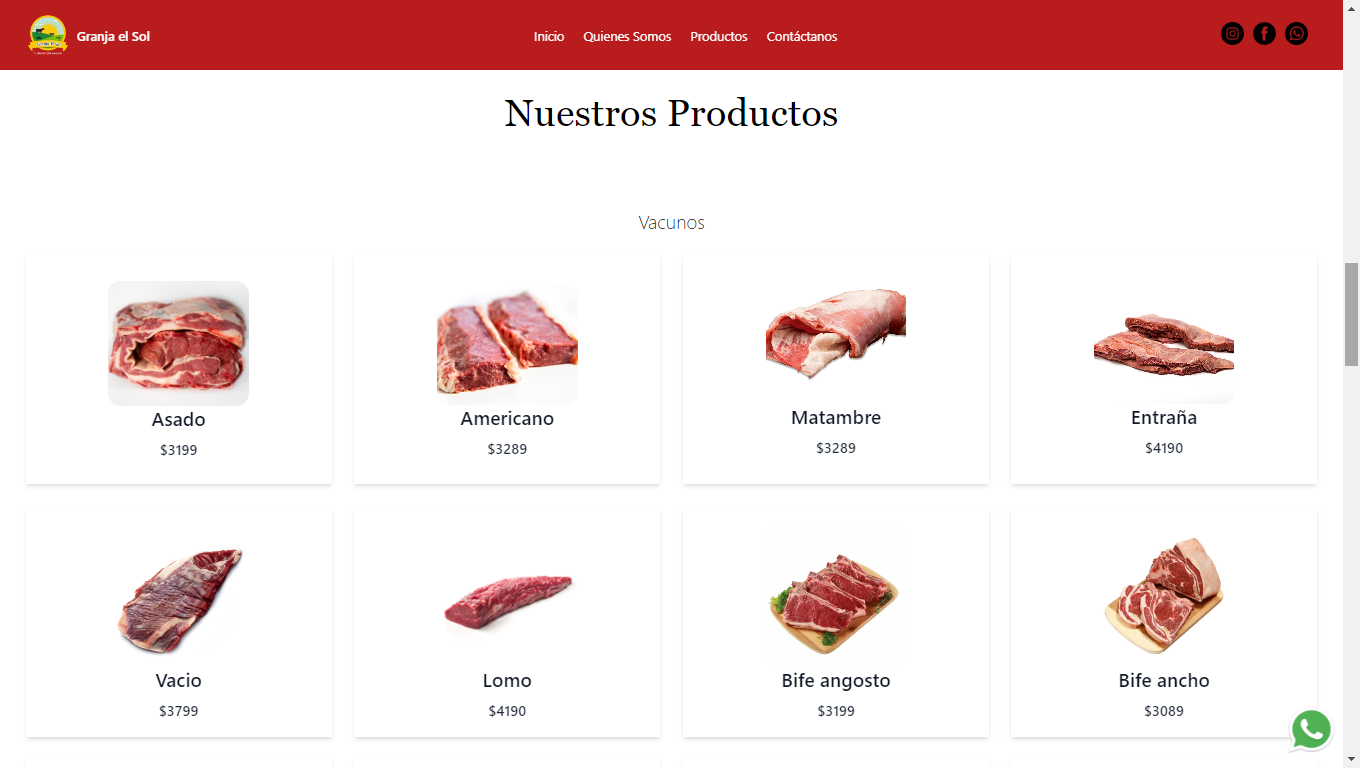 Granja el Sol
Inicio Quienes Somos Productos Contáctanos
Nuestros Productos
Vacunos
Asado Americano Matambre Entraña
$3199 $3289 $3289 $4190
Vacio Lomo Bife angosto Bife ancho
$3799 $4190 $3199 $3089